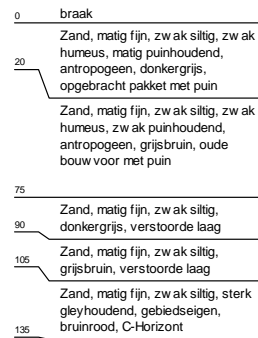 0 braak
Zand, matig fijn, zwak siltig, zwak
humeus, matig puinhoudend,
20 antropogeen, donkergrijs,
opgebracht pakket met puin
Zand, matig fijn, zwak siltig, zwak
humeus, zwak puinhoudend,
antropogeen, grijsbruin, oude
bouwvoor met puin
75
Zand, matig fijn, zwak siltig,
90 donkergrijs, verstoorde laag
Zand, matig fijn, zwak siltig,
105 grijsbruin, verstoorde laag
Zand, matig fijn, zwak siltig, sterk
gleyhoudend, gebiedseigen,
135 bruinrood, C-Horizont